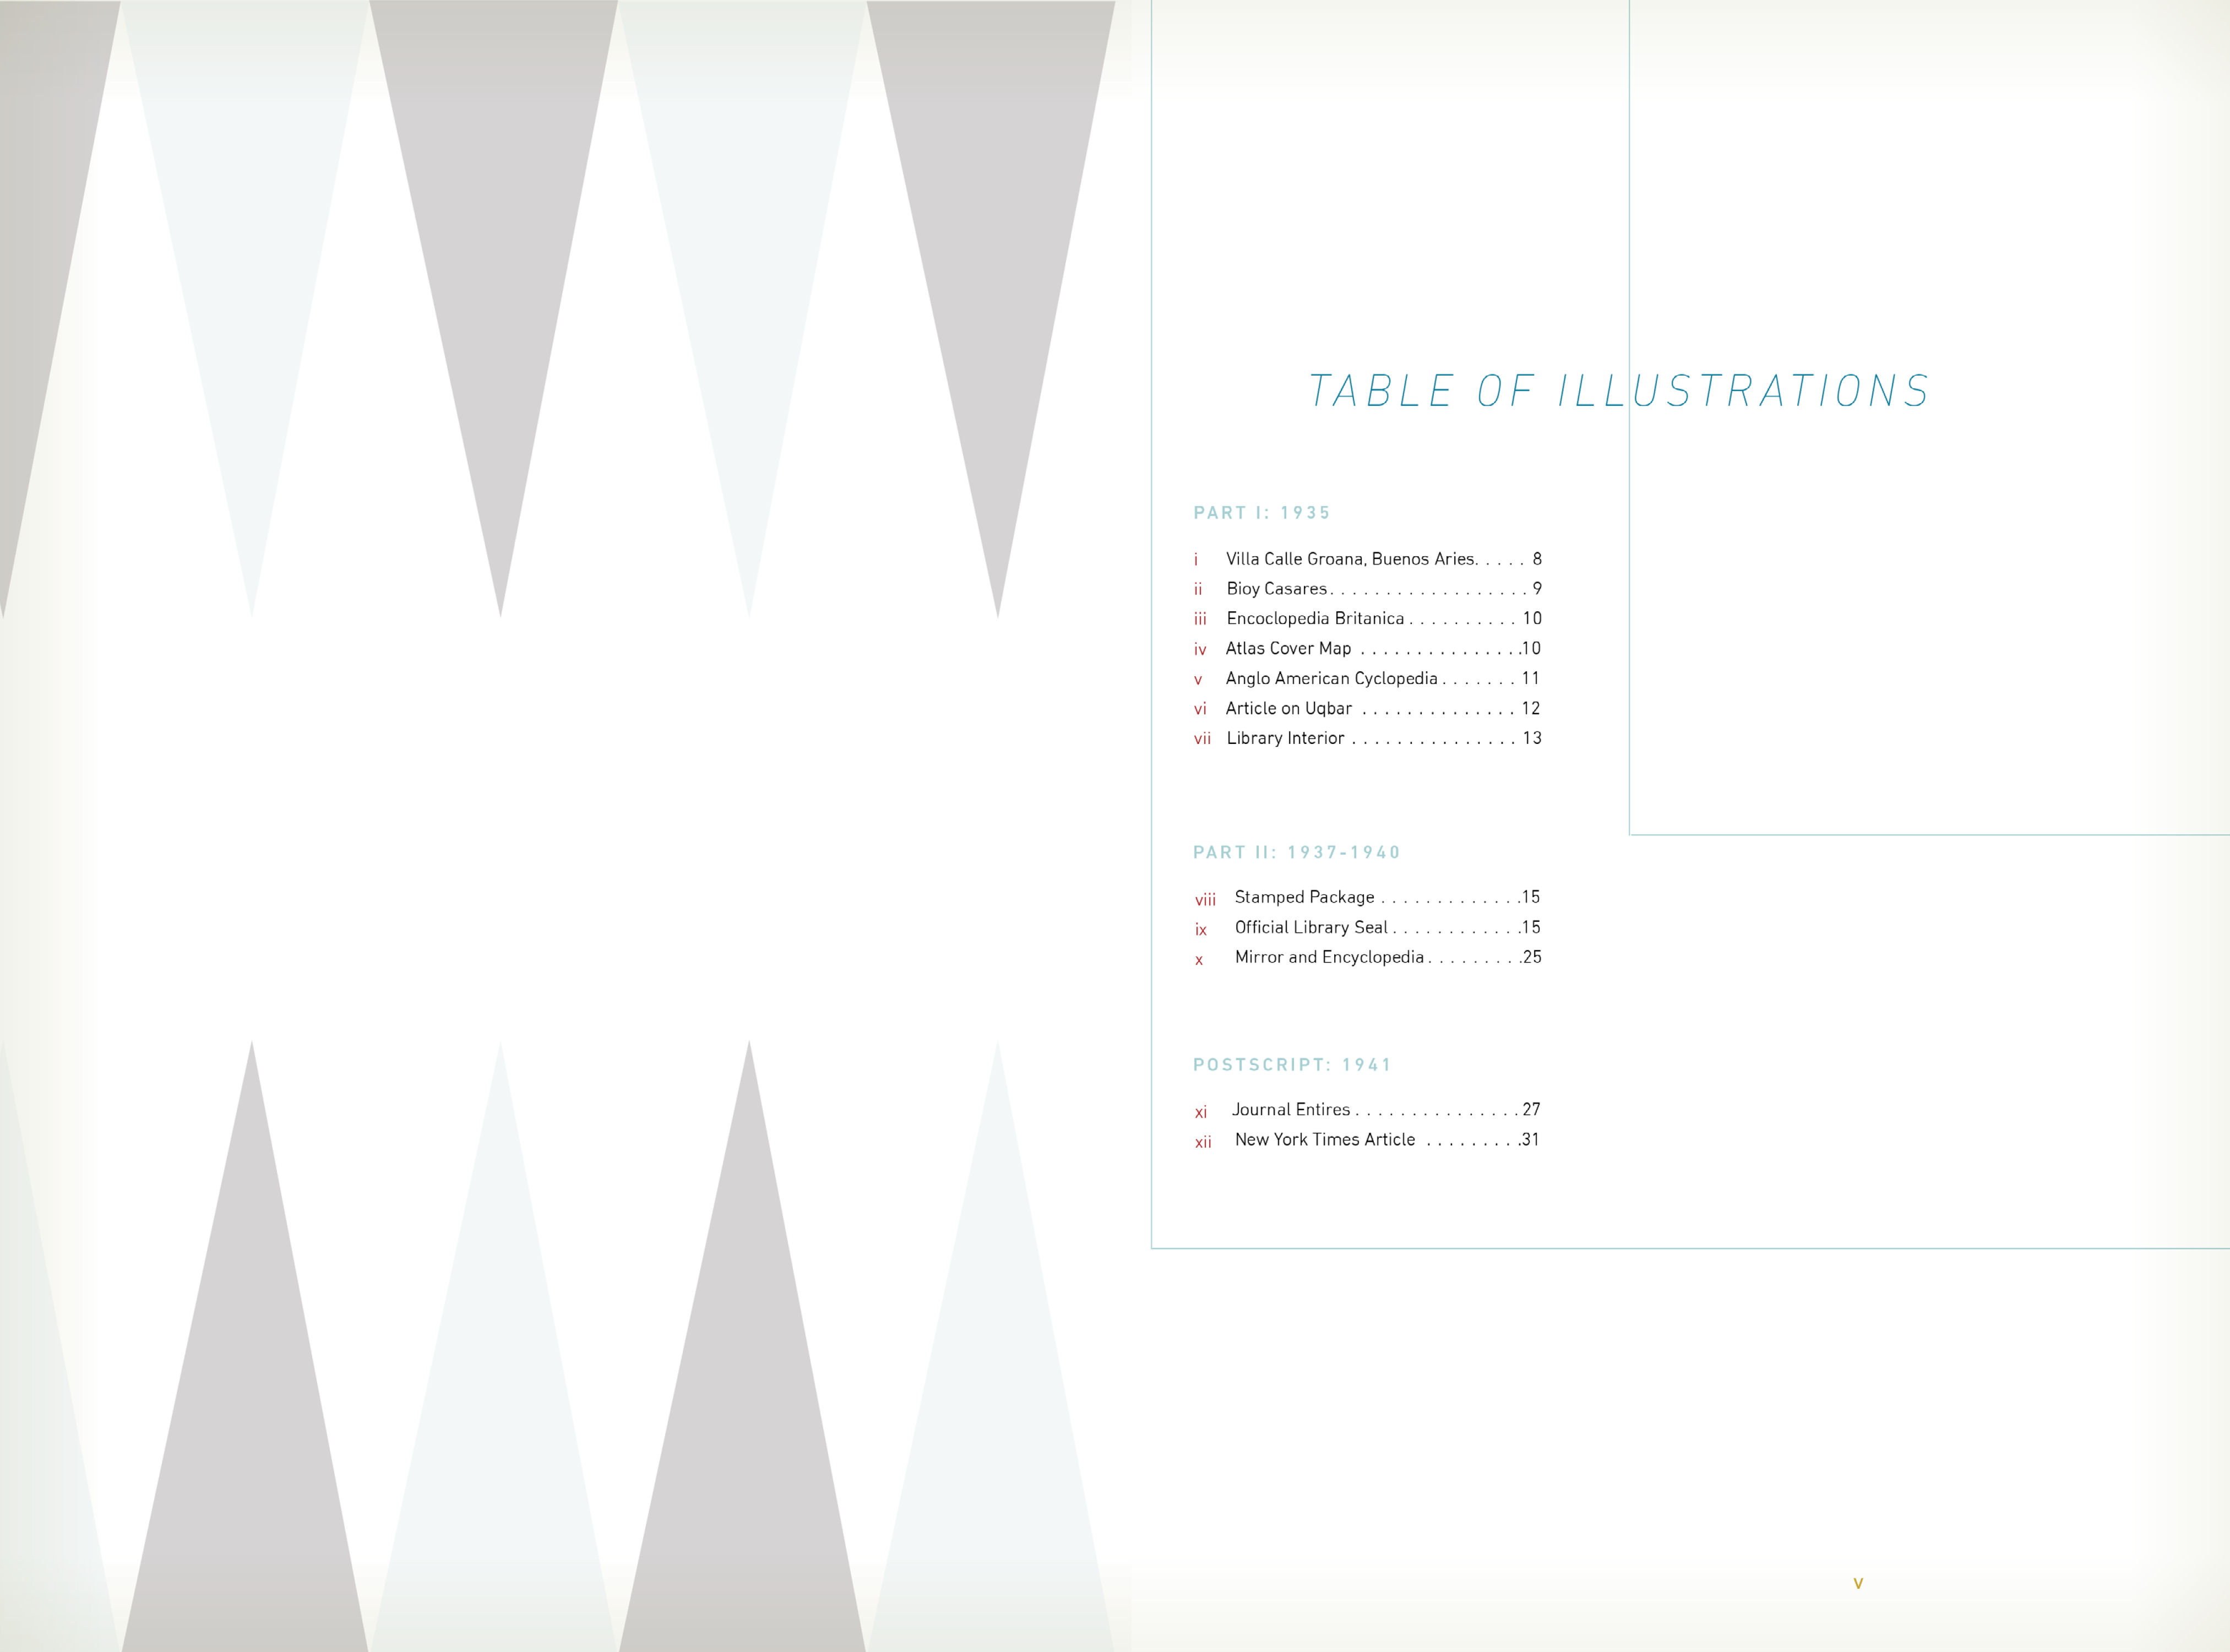 TABLE OF ILLUSTRATIONS
PART I: 1935
i Villa Calle Groana, Buenos Aries. . . . . 8
ii Bioy Casares. . . . . . . . . . . . . . . . . . 9
iii Encoclopedia Britanica . . . . . . . . . . 10
iv Atlas Cover Map . . . . . . . . . . . . . . .10
v Anglo American Cyclopedia . . . . . . . 11
vi Article on Uqbar . . . . . . . . . . . . . . 12
vii Library Interior . . . . . . . . . . . . . . . 13
PART II: 1937-1940
viii Stamped Package . . . . . . . . . . . . .15
ix Official Library Seal . . . . . . . . . . . .15
x Mirror and Encyclopedia . . . . . . . . .25
POSTSCRIPT: 1941
xi Journal Entires . . . . . . . . . . . . . . . 27
xii New York Times Article . . . . . . . . .31
v